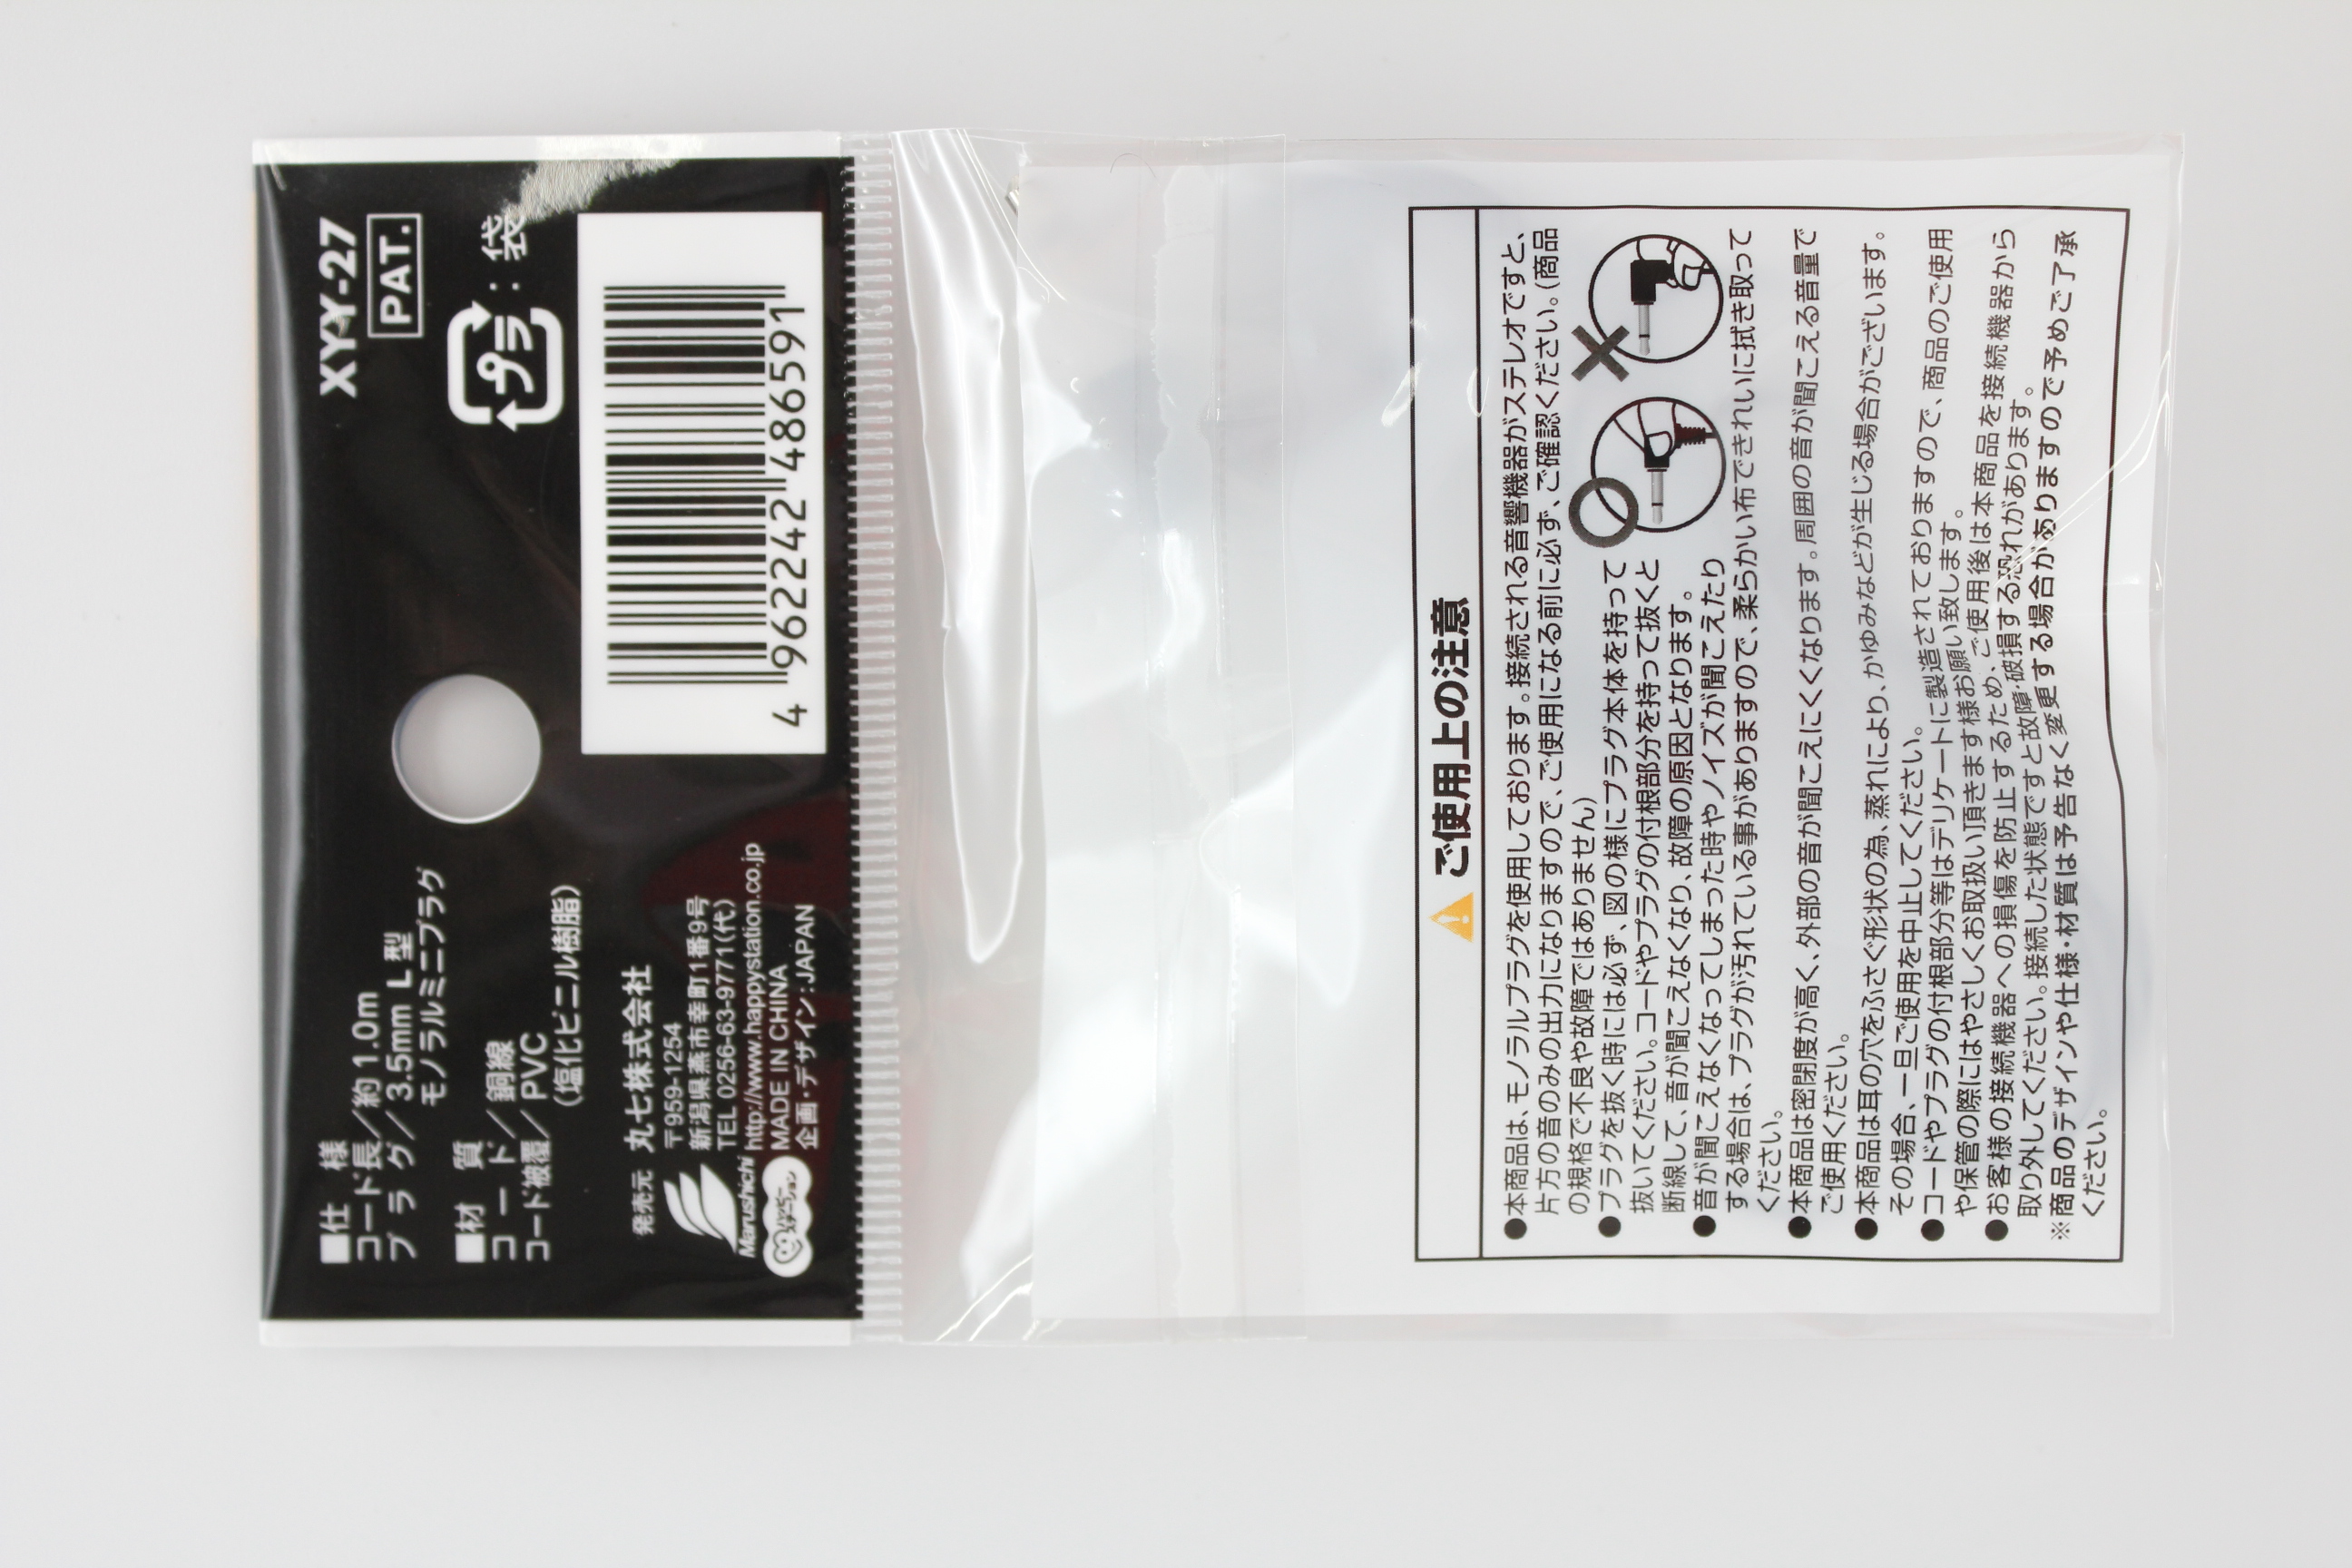 ■仕 様
コード長／約1.0m
プ ラ グ／3.5mm L型
モノラルミニプラグ
■材 質
コ ー ド／銅線
コード被覆／PVC
（塩化ビニル樹脂）
発売元 丸七株式会社
〒959-1254
新潟県燕市幸町1番9号
TEL 0256-63-9771（代）
http://www.happystation.co.jp
MADE IN CHINA
企画・デザイン：JAPAN
Marushichi
ハッピーステーション
XYY-27
PAT.
プラ：袋
4 962242 486591
ご使用上の注意
●本商品は、モノラルプラグを使用しております。接続される音響機器がステレオですと、
片方の音のみの出力になりますので、ご使用になる前に必ず、ご確認ください。（商品
の規格で不良や故障ではありません）
●プラグを抜く時には必ず、図の様にプラグ本体を持って
抜いてください。コードやプラグの付根部分を持って抜くと
断線して、音が聞こえなくなり、故障の原因となります。
●音が聞こえなくなってしまった時やノイズが聞こえたり
する場合は、プラグが汚れている事がありますので、柔らかい布できれいに拭き取って
ください。
●本商品は密閉度が高く、外部の音が聞こえにくくなります。周囲の音が聞こえる音量で
ご使用ください。
●本商品は耳の穴をふさぐ形状の為、蒸れにより、かゆみなどが生じる場合がございます。
その場合、一旦ご使用を中止してください。
●コードやプラグの付根部分等はデリケートに製造されておりますので、商品のご使用
や保管の際にはやさしくお取扱い頂きます様お願い致します。
●お客様の接続機器への損傷を防止するため、ご使用後は本商品を接続機器から
取り外してください。接続した状態ですと故障・破損する恐れがあります。
※商品のデザインや仕様・材質は予告なく変更する場合がありますので予めご了承
ください。